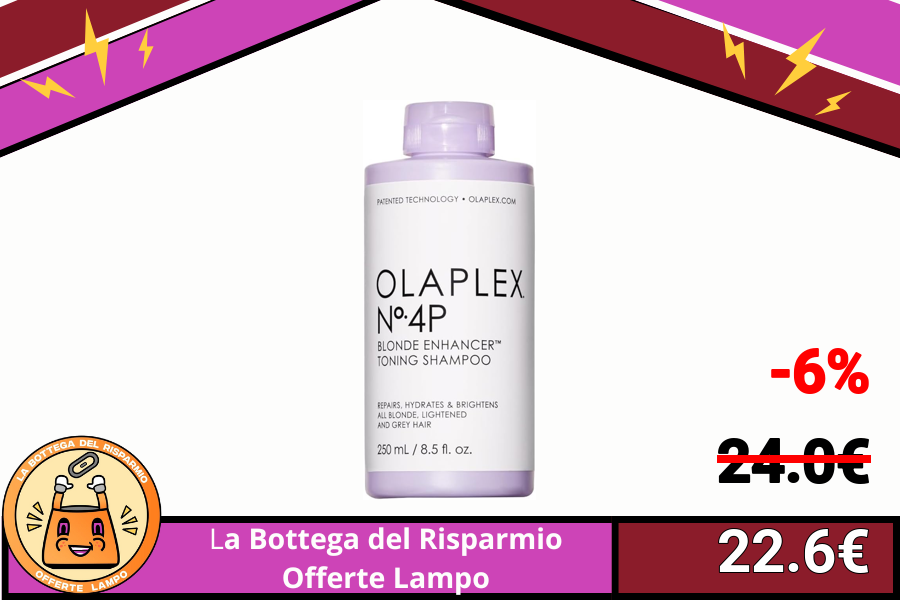 PATENTED TECHNOLOGY • OLAPLEX.COM
OLAPLEX.
Nº.4P
BLONDE ENHANCER™
TONING SHAMPOO
REPAIRS, HYDRATES & BRIGHTENS
ALL BLONDE, LIGHTENED
AND GREY HAIR
250 mL / 8.5 fl. oz.
-6%
24.0€
22.6€
LA BOTTEGA DEL RISPARMIO
OFFERTE LAMPO
La Bottega del Risparmio
Offerte Lampo